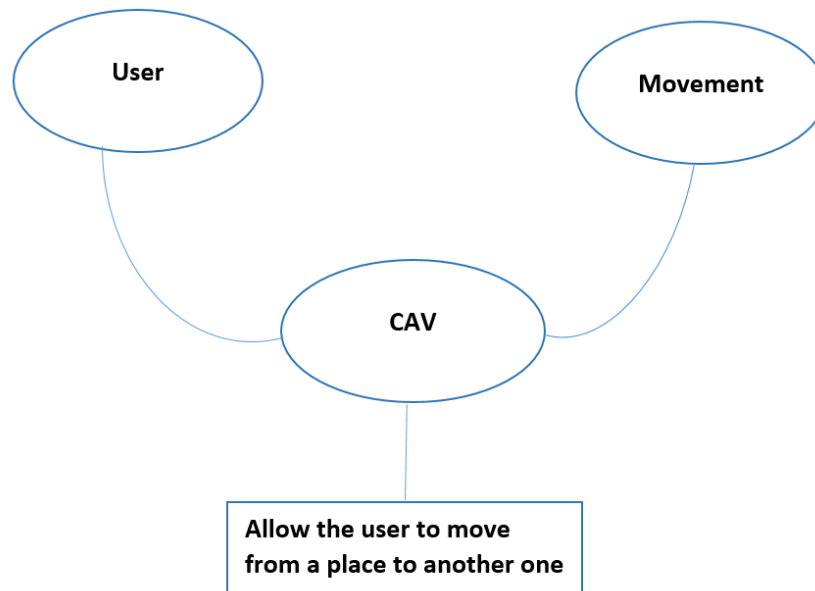 User
Movement
CAV
Allow the user to move
from a place to another one